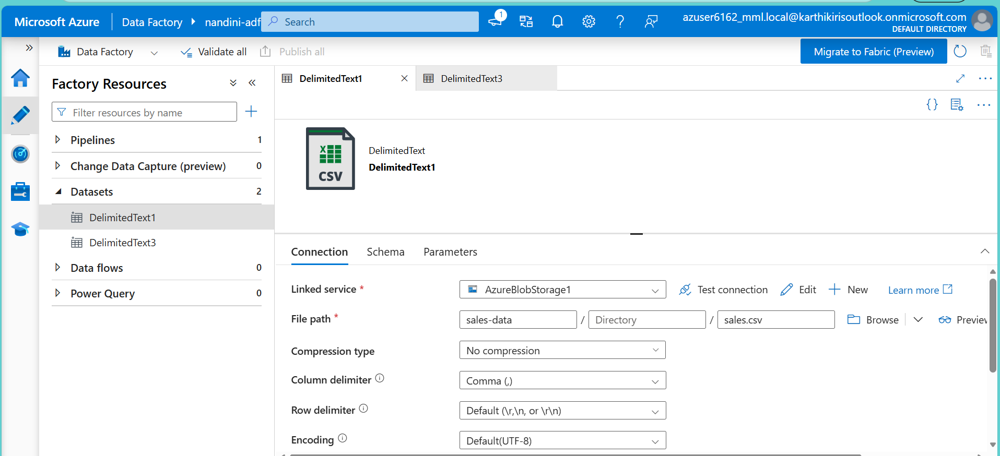 Microsoft Azure
Data Factory
nandini-adf
Search
1
azuser6162_mml.local@karthikirisoutlook.onmicrosoft.com
DEFAULT DIRECTORY
Data Factory
Validate all
Publish all
Migrate to Fabric (Preview)
Factory Resources
Filter resources by name
Pipelines 1
Change Data Capture (preview) 0
Datasets 2
DelimitedText1
DelimitedText3
Data flows 0
Power Query 0
DelimitedText1
DelimitedText3
X
CSV
DelimitedText
DelimitedText1
Connection
Schema
Parameters
Linked service * AzureBlobStorage1 Test connection Edit New Learn more
File path * sales-data / Directory / sales.csv Browse Preview
Compression type No compression
Column delimiter Comma (,)
Row delimiter Default (\r,\n, or \r\n)
Encoding Default(UTF-8)